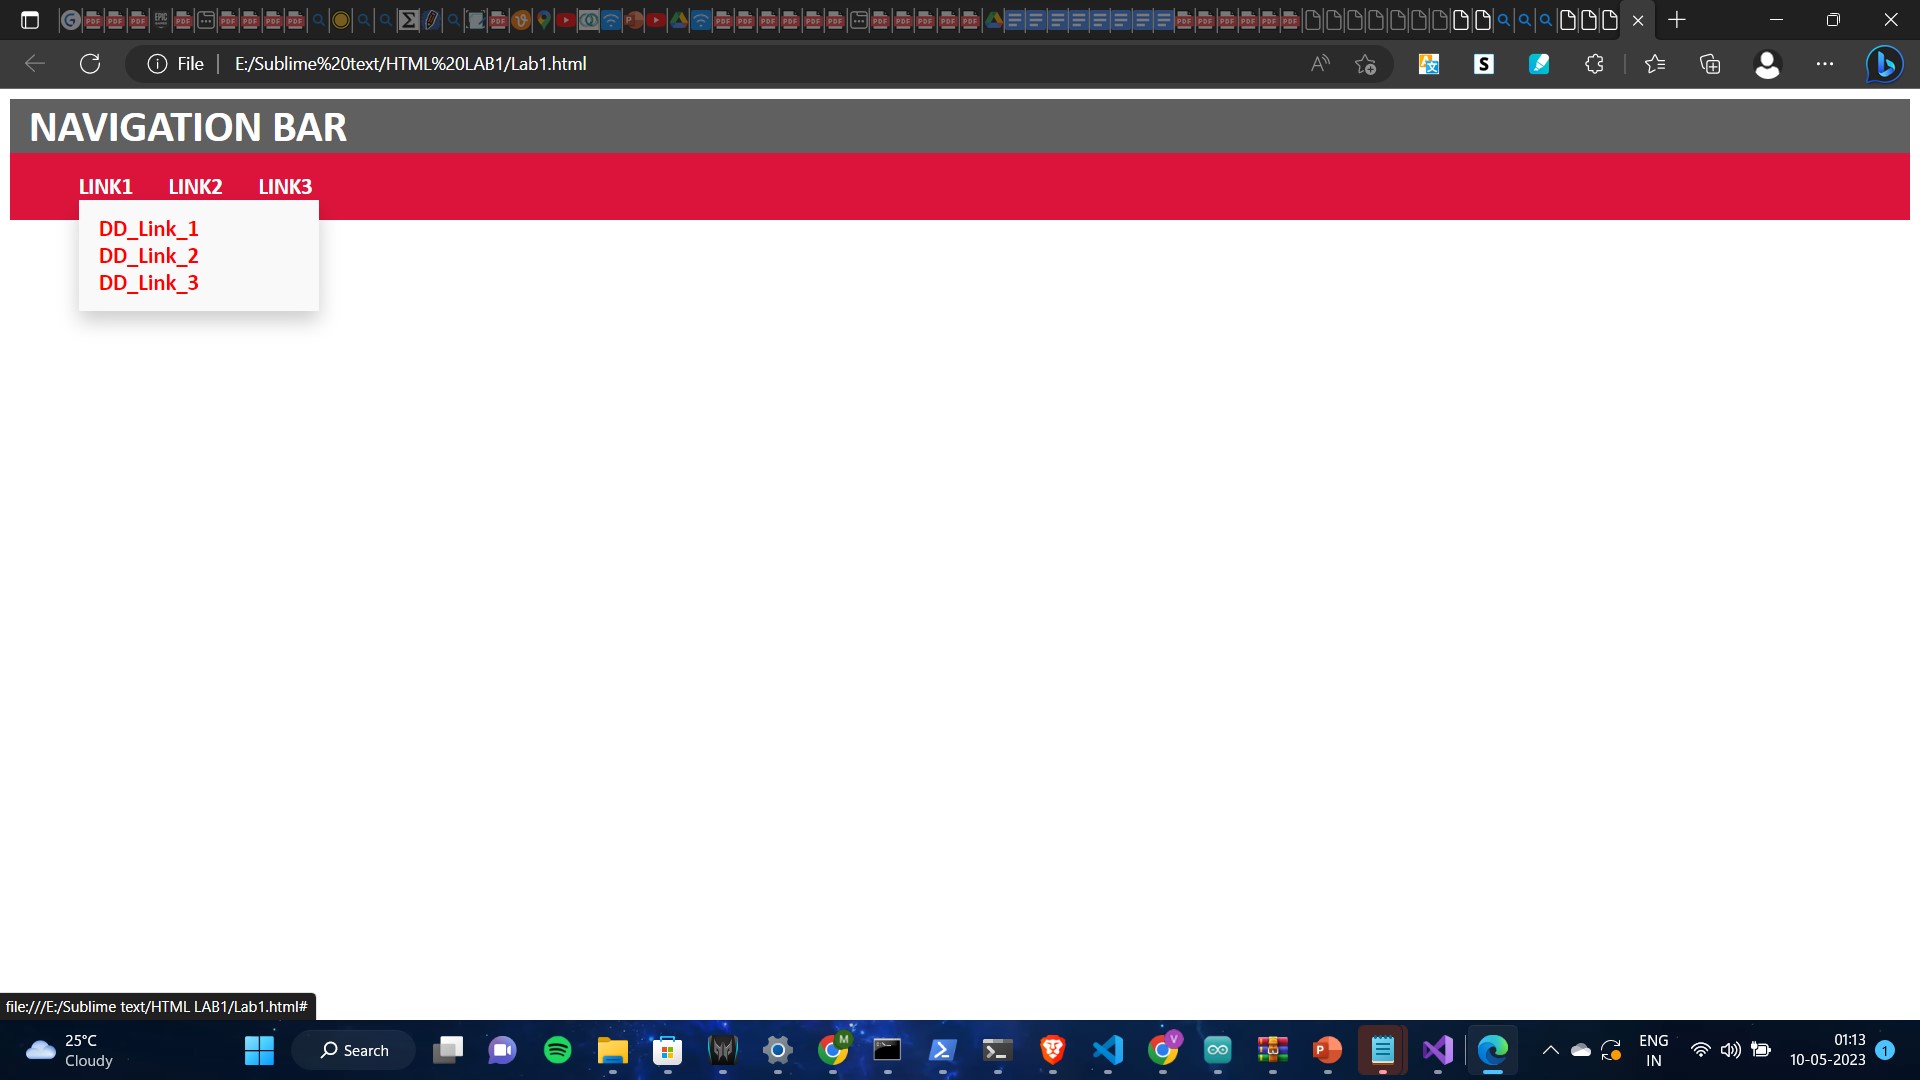 File
E:/Sublime%20text/HTML%20LAB1/Lab1.html
NAVIGATION BAR
LINK1 LINK2 LINK3
DD_Link_1
DD_Link_2
DD_Link_3
file:///E:/Sublime text/HTML LAB1/Lab1.html#
25°C
Cloudy
Search
ENG
IN
01:13
10-05-2023
1